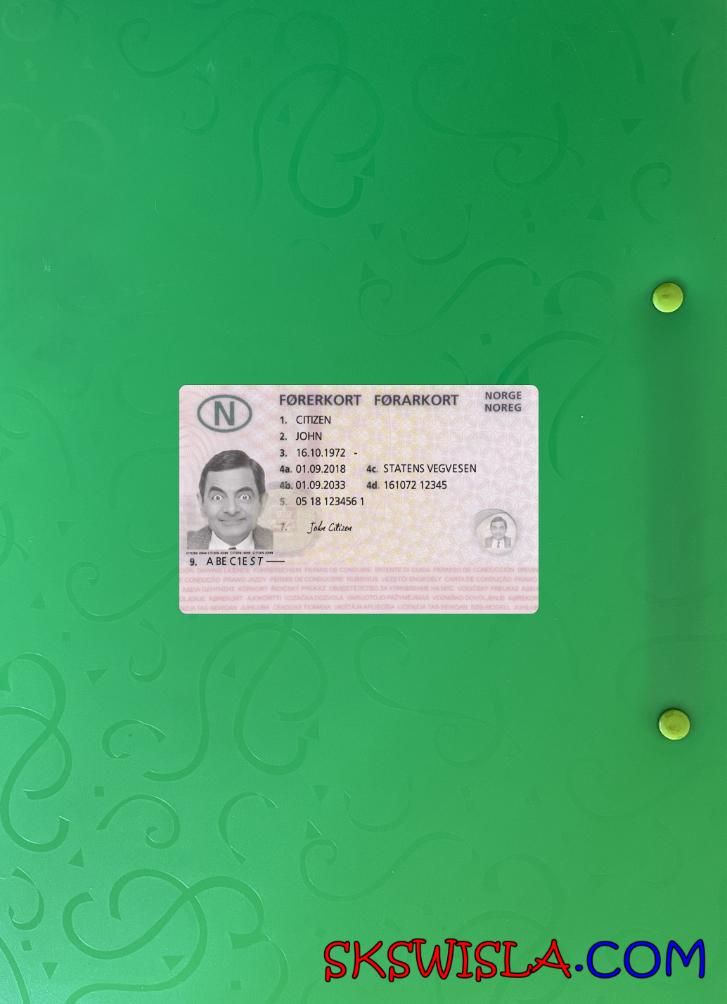 FØRERKORT FØRARKORT
NORGE
NOREG
N
1. CITIZEN
2. JOHN
3. 16.10.1972 -
4a. 01.09.2018 4c. STATENS VEGVESEN
4b. 01.09.2033 4d. 161072 12345
5. 05 18 123456 1
7. John Citizen
9. A BE C1E S T
SKSWISLA.COM